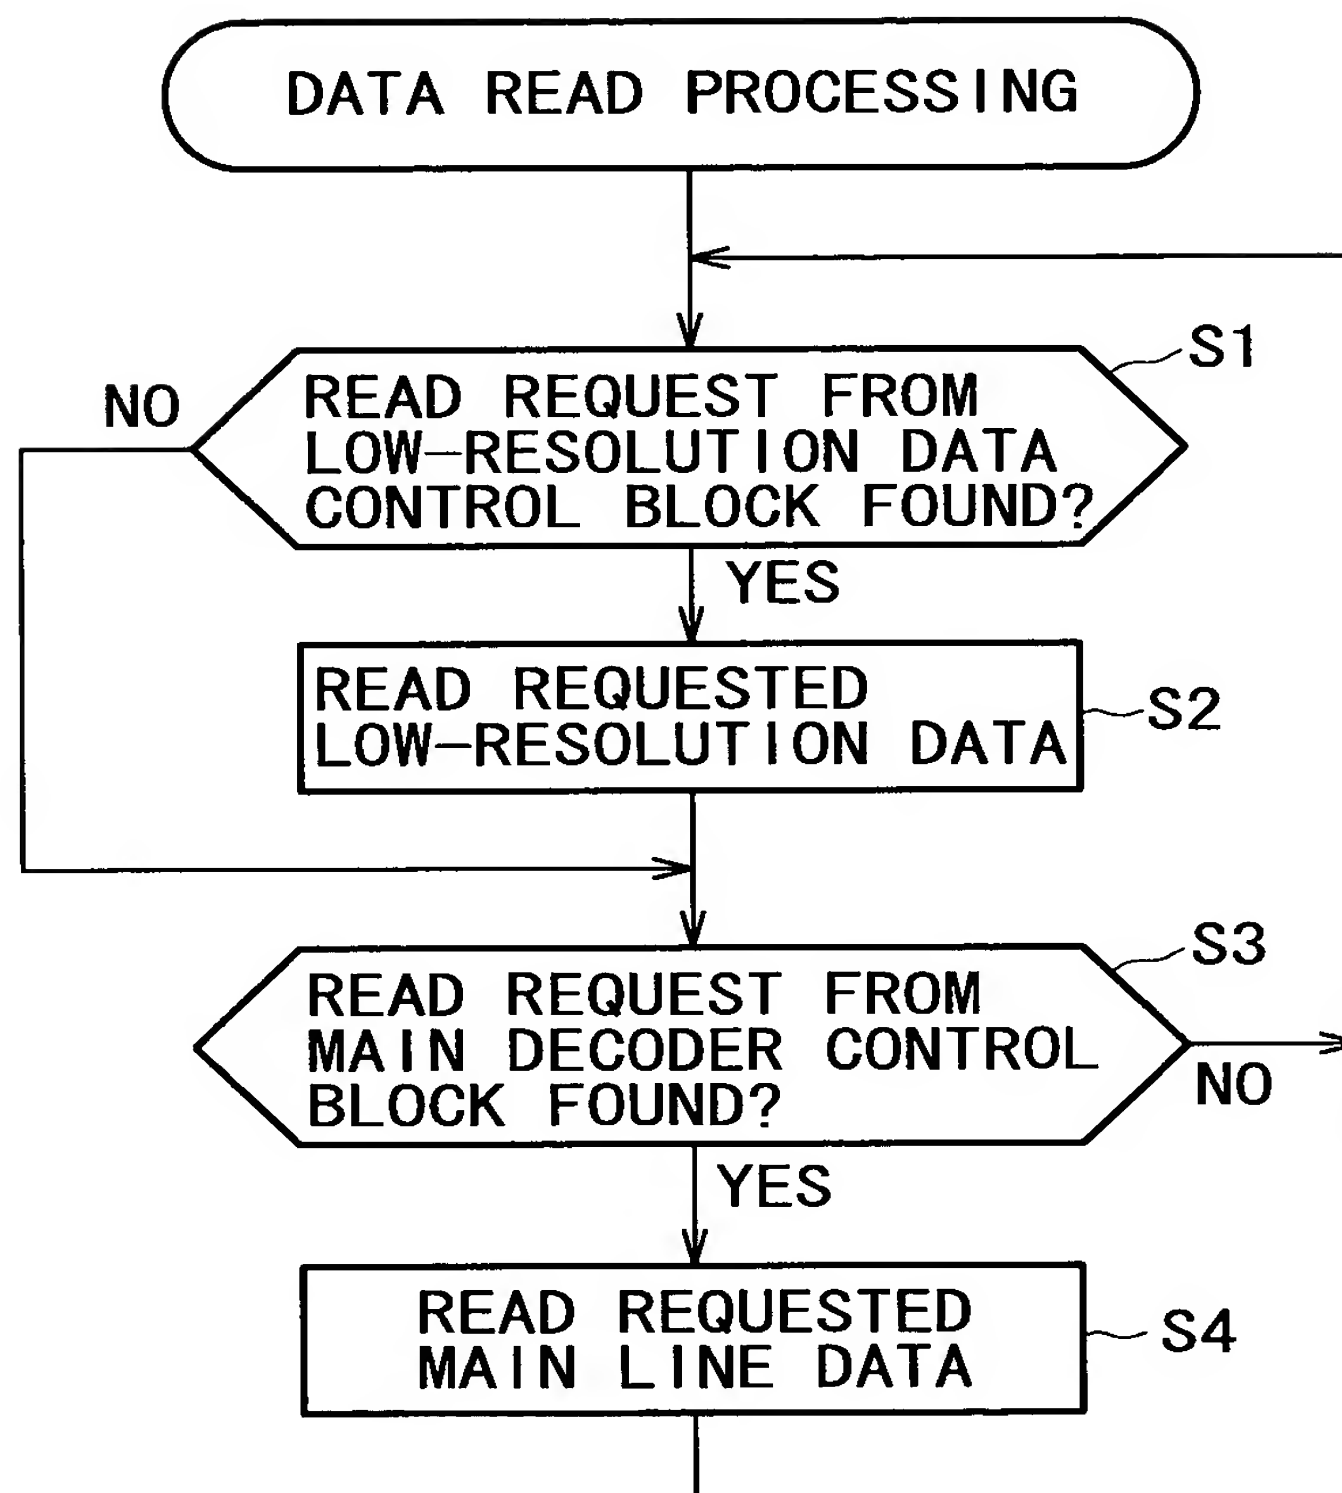 DATA READ PROCESSING
S1
NO
READ REQUEST FROM
LOW-RESOLUTION DATA
CONTROL BLOCK FOUND?
YES
READ REQUESTED
LOW-RESOLUTION DATA
S2
S3
READ REQUEST FROM
MAIN DECODER CONTROL
BLOCK FOUND?
NO
YES
READ REQUESTED
MAIN LINE DATA
S4